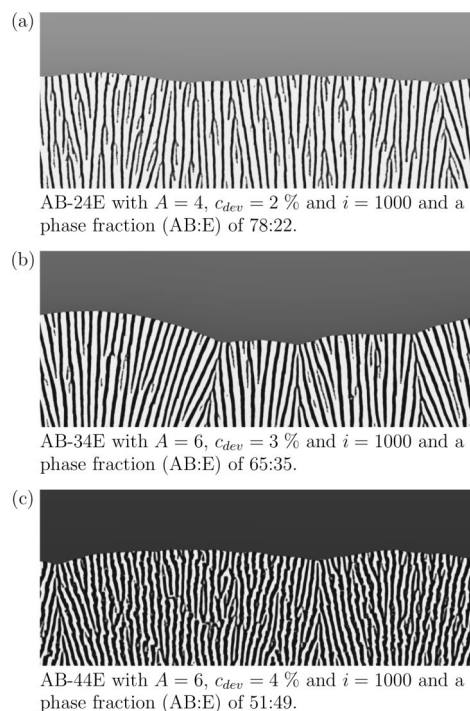 (a)
AB-24E with A = 4, c_dev = 2 % and i = 1000 and a
phase fraction (AB:E) of 78:22.
(b)
AB-34E with A = 6, c_dev = 3 % and i = 1000 and a
phase fraction (AB:E) of 65:35.
(c)
AB-44E with A = 6, c_dev = 4 % and i = 1000 and a
phase fraction (AB:E) of 51:49.